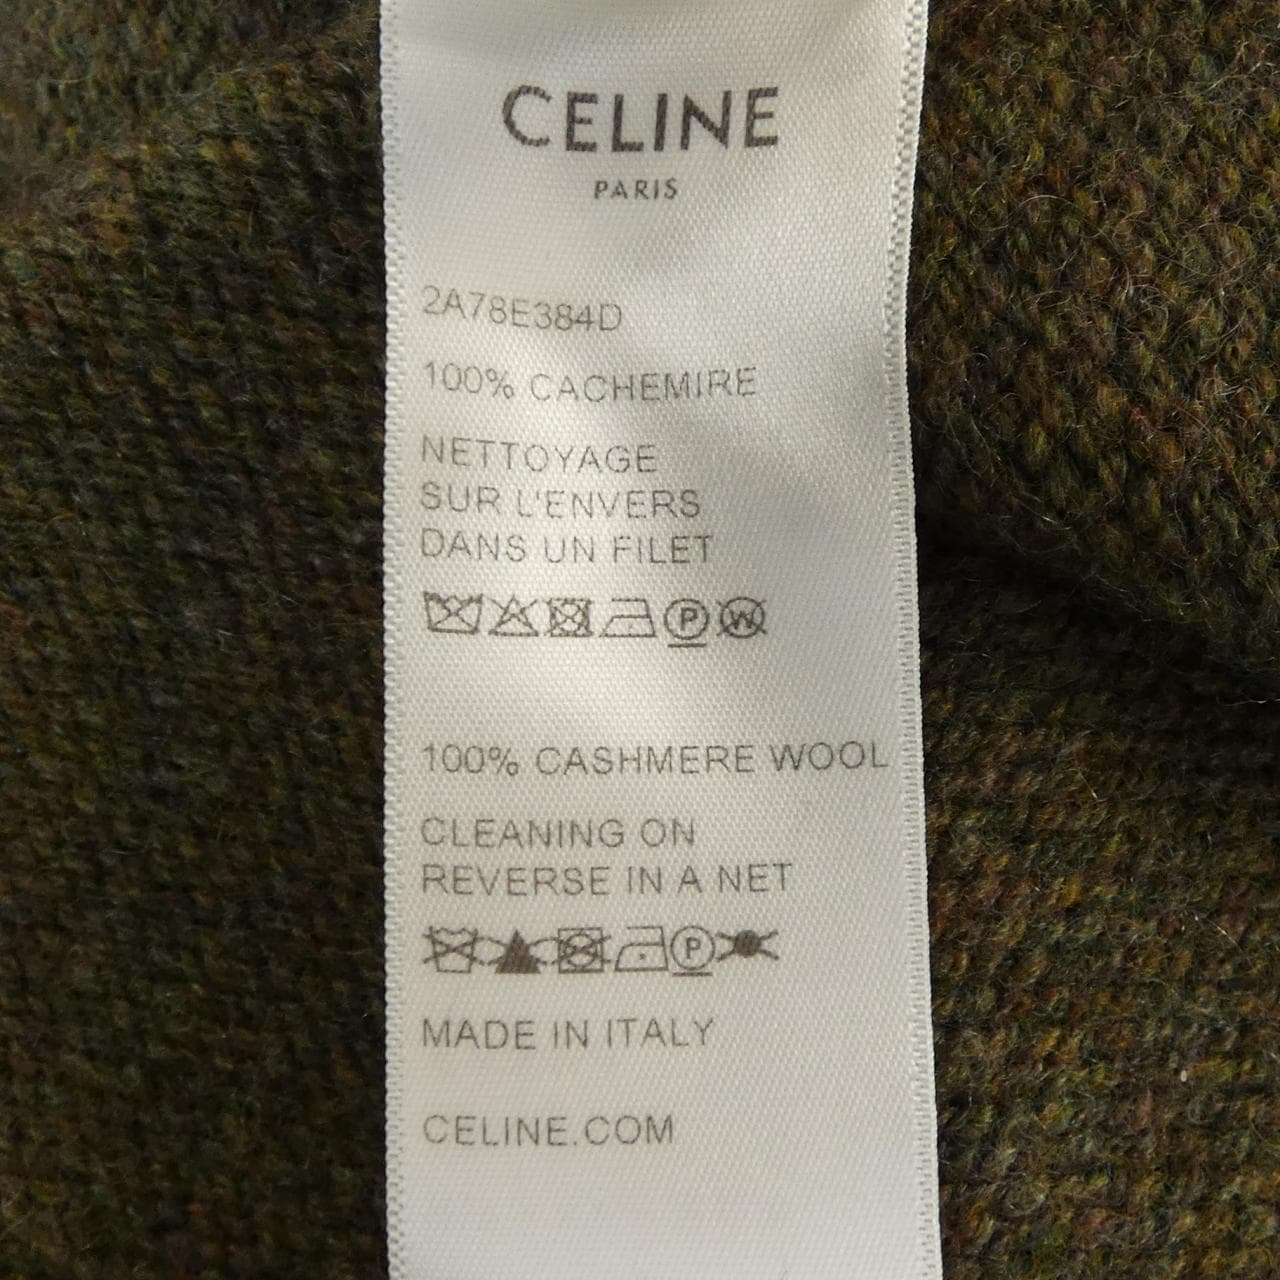 CELINE
PARIS
2A78E384D
100% CACHEMIRE
NETTOYAGE
SUR L'ENVERS
DANS UN FILET
P W
100% CASHMERE WOOL
CLEANING ON
REVERSE IN A NET
P
MADE IN ITALY
CELINE.COM